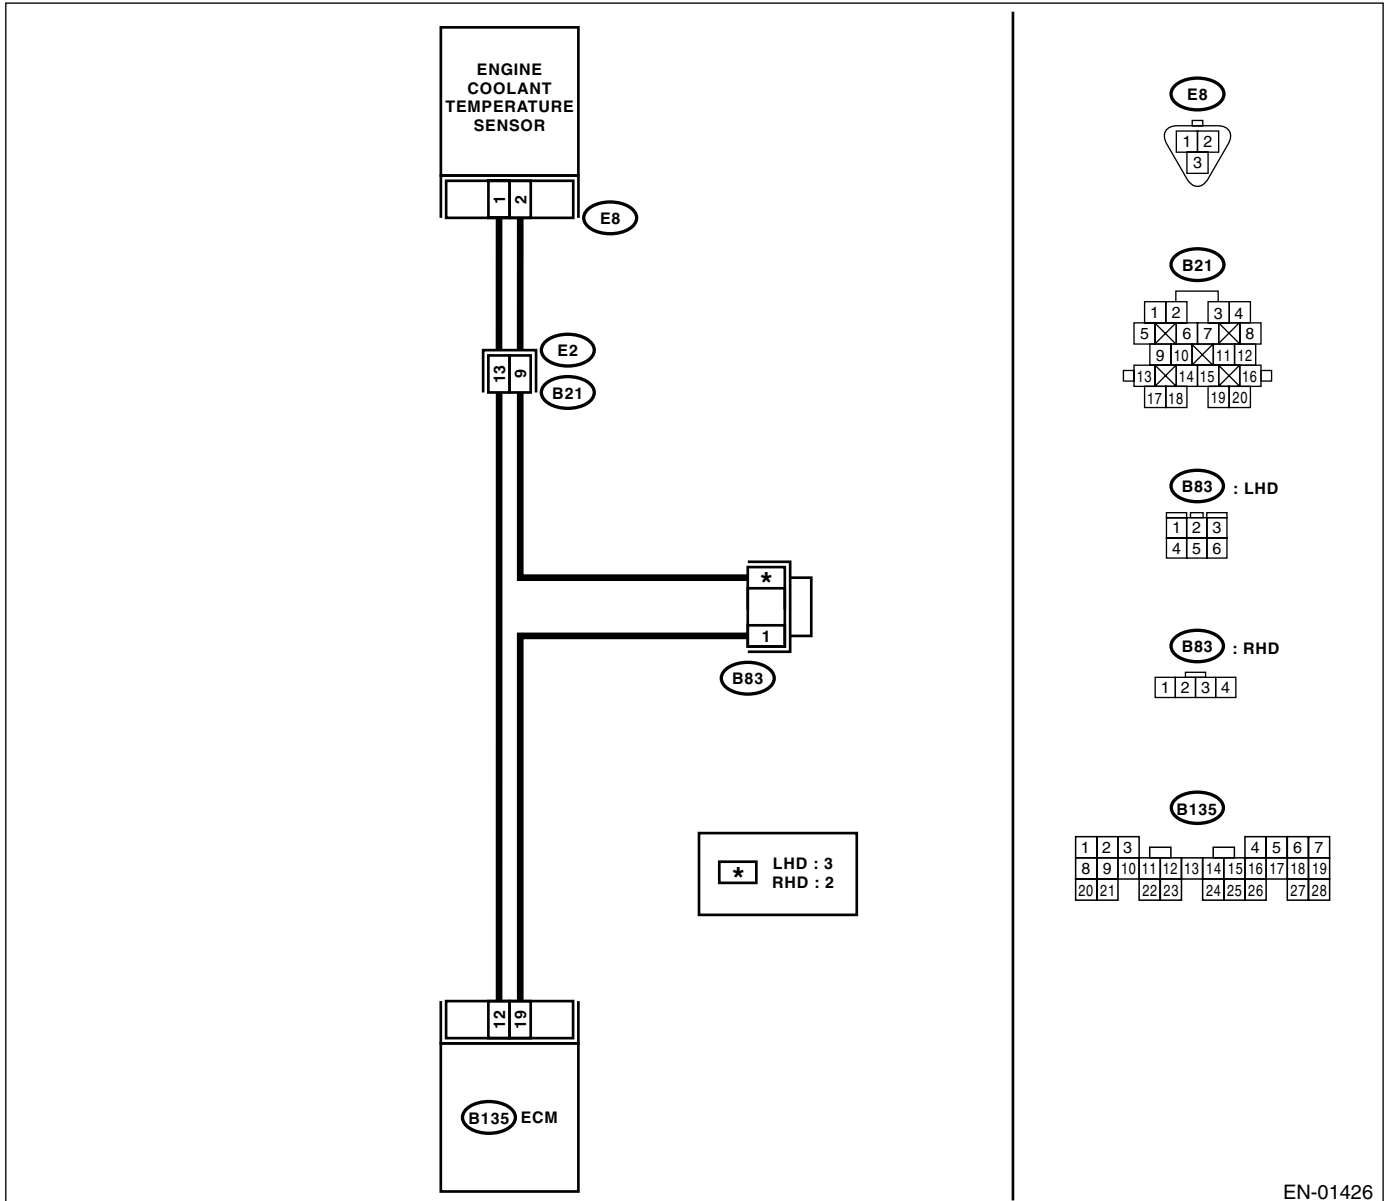 ENGINE
COOLANT
TEMPERATURE
SENSOR
1 2
E8
E2
13 9
B21
*
1
B83
* LHD : 3
RHD : 2
12 19
B135 ECM
E8
1 2
3
B21
1 2 3 4
5 6 7 8
9 10 11 12
13 14 15 16
17 18 19 20
B83 : LHD
1 2 3
4 5 6
B83 : RHD
1 2 3 4
B135
1 2 3 4 5 6 7
8 9 10 11 12 13 14 15 16 17 18 19
20 21 22 23 24 25 26 27 28
EN-01426